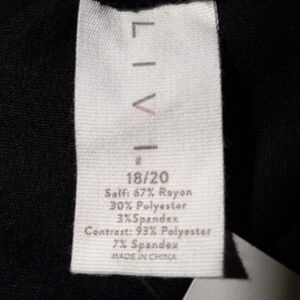 LIVI
18/20
Self: 67% Rayon
30% Polyester
3%Spandex
Contrast: 93% Polyester
7% Spandex
MADE IN CHINA